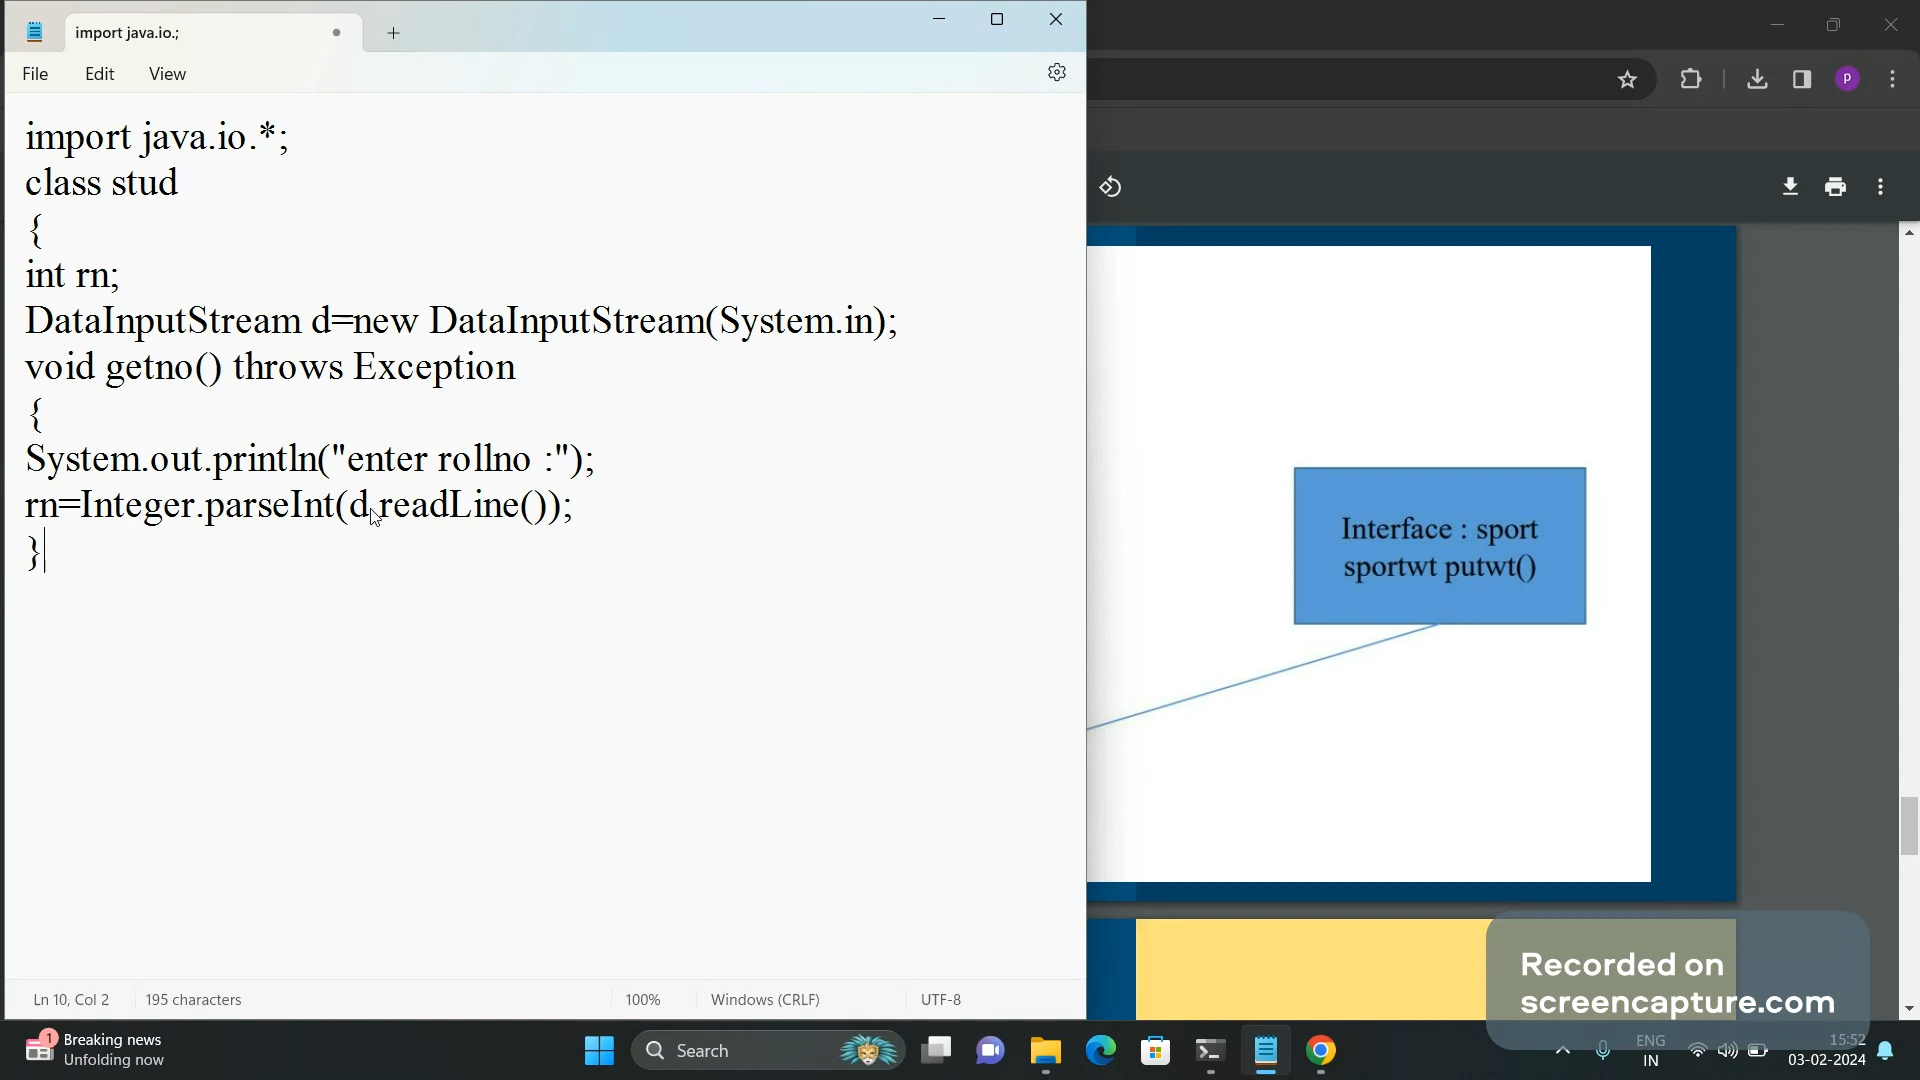 import java.io.;
File Edit View
import java.io.*;
class stud
{
int rn;
DataInputStream d=new DataInputStream(System.in);
void getno() throws Exception
{
System.out.println("enter rollno :");
rn=Integer.parseInt(d.readLine());
}
Ln 10, Col 2 195 characters 100% Windows (CRLF) UTF-8
P
Interface : sport
sportwt putwt()
Recorded on
screencapture.com
1
Breaking news
Unfolding now
Search
ENG
IN
15:52
03-02-2024